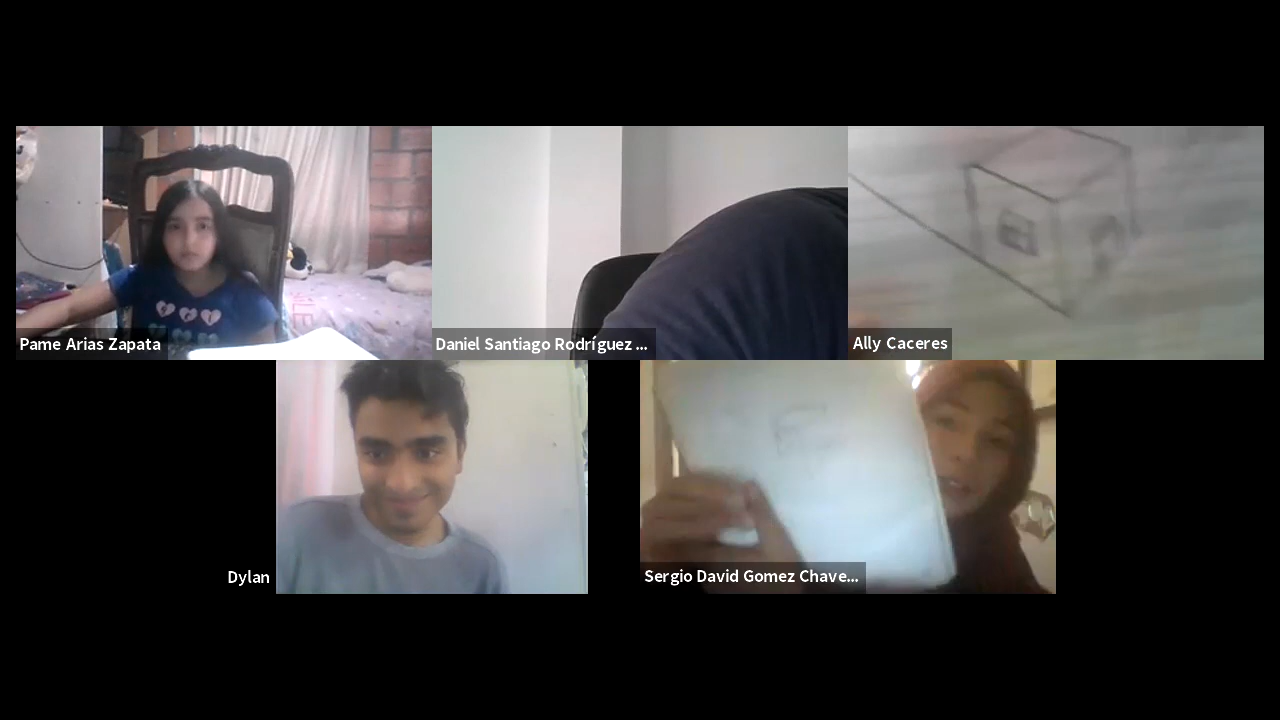 Pame Arias Zapata
Daniel Santiago Rodríguez ...
Ally Caceres
Dylan
Sergio David Gomez Chave...